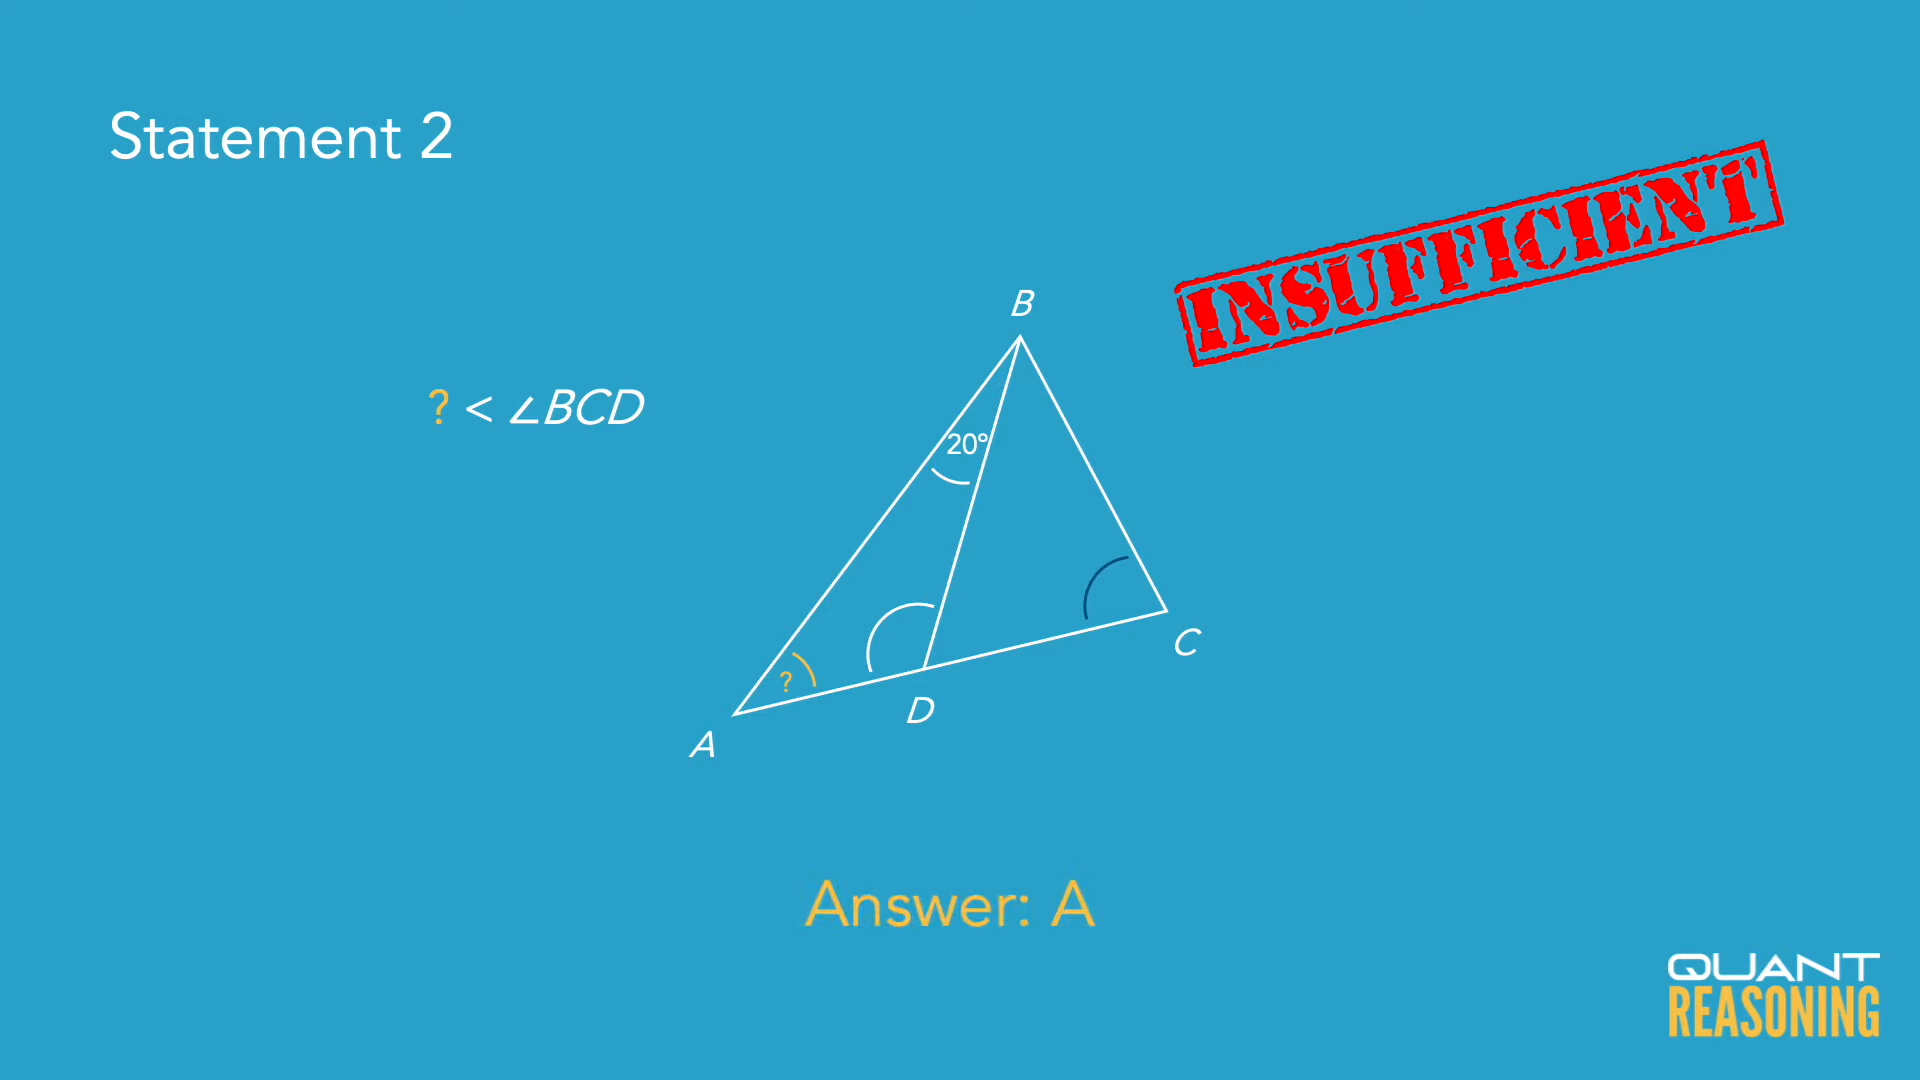 Statement 2
INSUFFICIENT
B
? < ∠BCD
20°
?
C
D
A
Answer: A
QUANT
REASONING